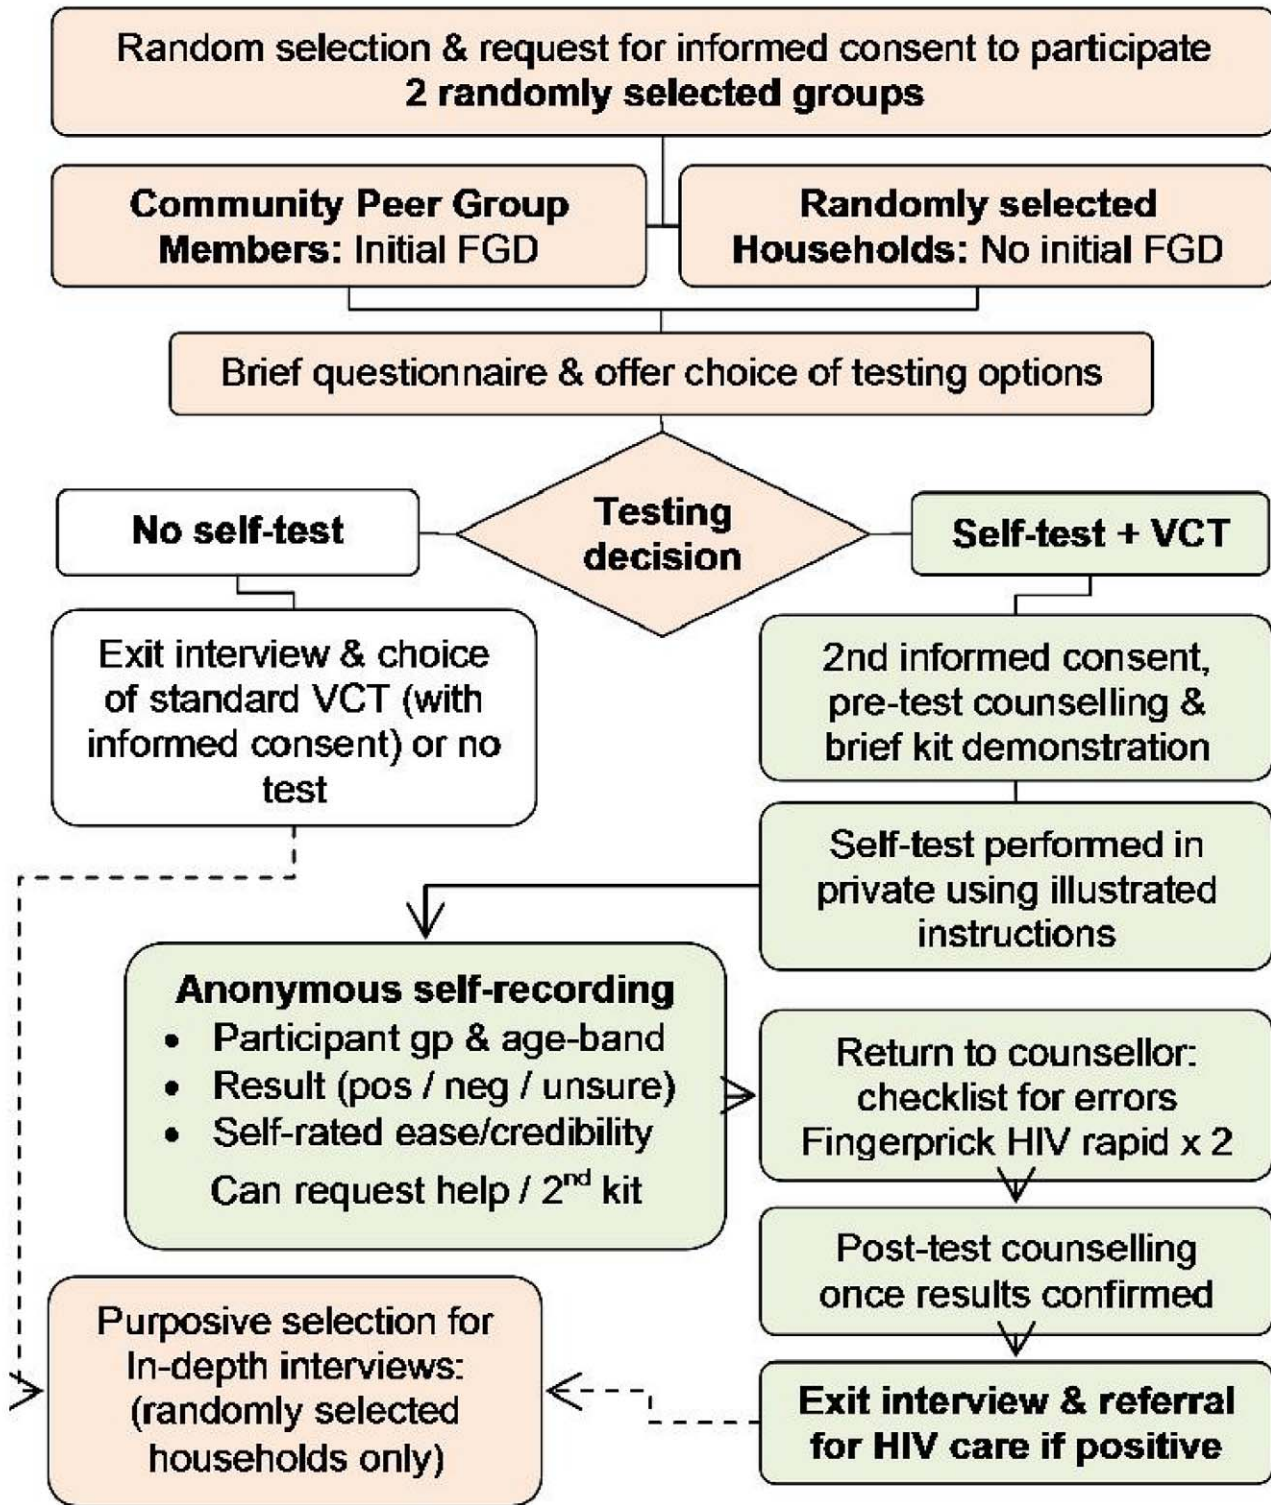 Random selection & request for informed consent to participate
2 randomly selected groups
Community Peer Group
Members: Initial FGD
Randomly selected
Households: No initial FGD
Brief questionnaire & offer choice of testing options
Testing
decision
No self-test
Self-test + VCT
Exit interview & choice
of standard VCT (with
informed consent) or no
test
2nd informed consent,
pre-test counselling &
brief kit demonstration
Self-test performed in
private using illustrated
instructions
Anonymous self-recording
• Participant gp & age-band
• Result (pos / neg / unsure)
• Self-rated ease/credibility
Can request help / 2nd kit
Return to counsellor:
checklist for errors
Fingerprick HIV rapid x 2
Post-test counselling
once results confirmed
Exit interview & referral
for HIV care if positive
Purposive selection for
In-depth interviews:
(randomly selected
households only)